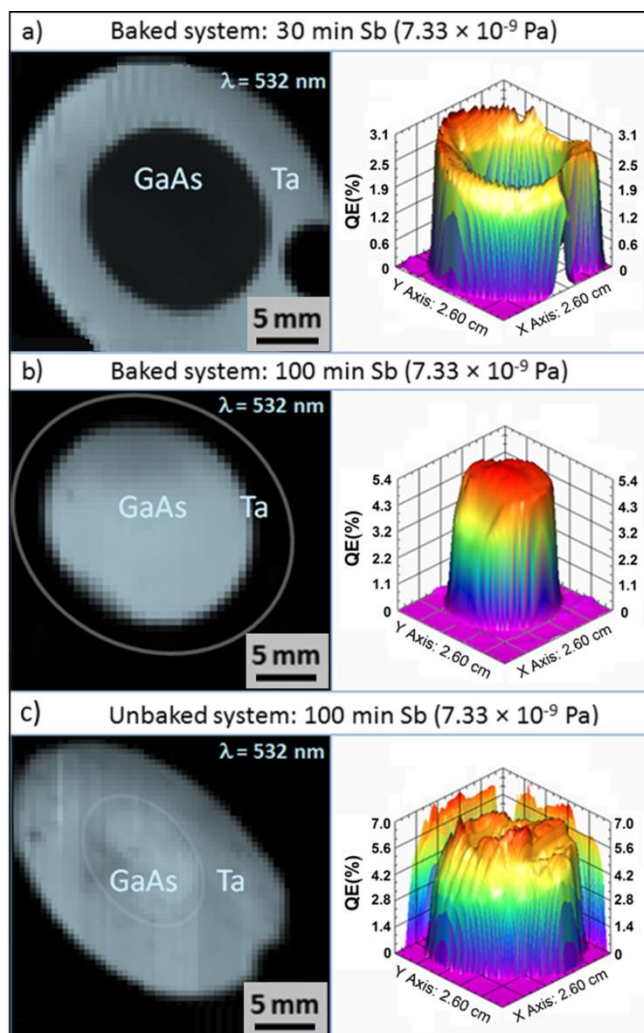 a) Baked system: 30 min Sb (7.33 × 10⁻⁹ Pa)
λ = 532 nm
GaAs Ta
5 mm
3.1 3.1
2.5 2.5
1.9 1.9
1.2 1.2
0.6 0.6
0 0
QE(%)
Y Axis: 2.60 cm X Axis: 2.60 cm
b) Baked system: 100 min Sb (7.33 × 10⁻⁹ Pa)
λ = 532 nm
GaAs Ta
5 mm
5.4 5.4
4.3 4.3
3.2 3.2
2.2 2.2
1.1 1.1
0 0
QE(%)
Y Axis: 2.60 cm X Axis: 2.60 cm
c) Unbaked system: 100 min Sb (7.33 × 10⁻⁹ Pa)
λ = 532 nm
GaAs Ta
5 mm
7.0 7.0
5.6 5.6
4.2 4.2
2.8 2.8
1.4 1.4
0 0
QE(%)
Y Axis: 2.60 cm X Axis: 2.60 cm